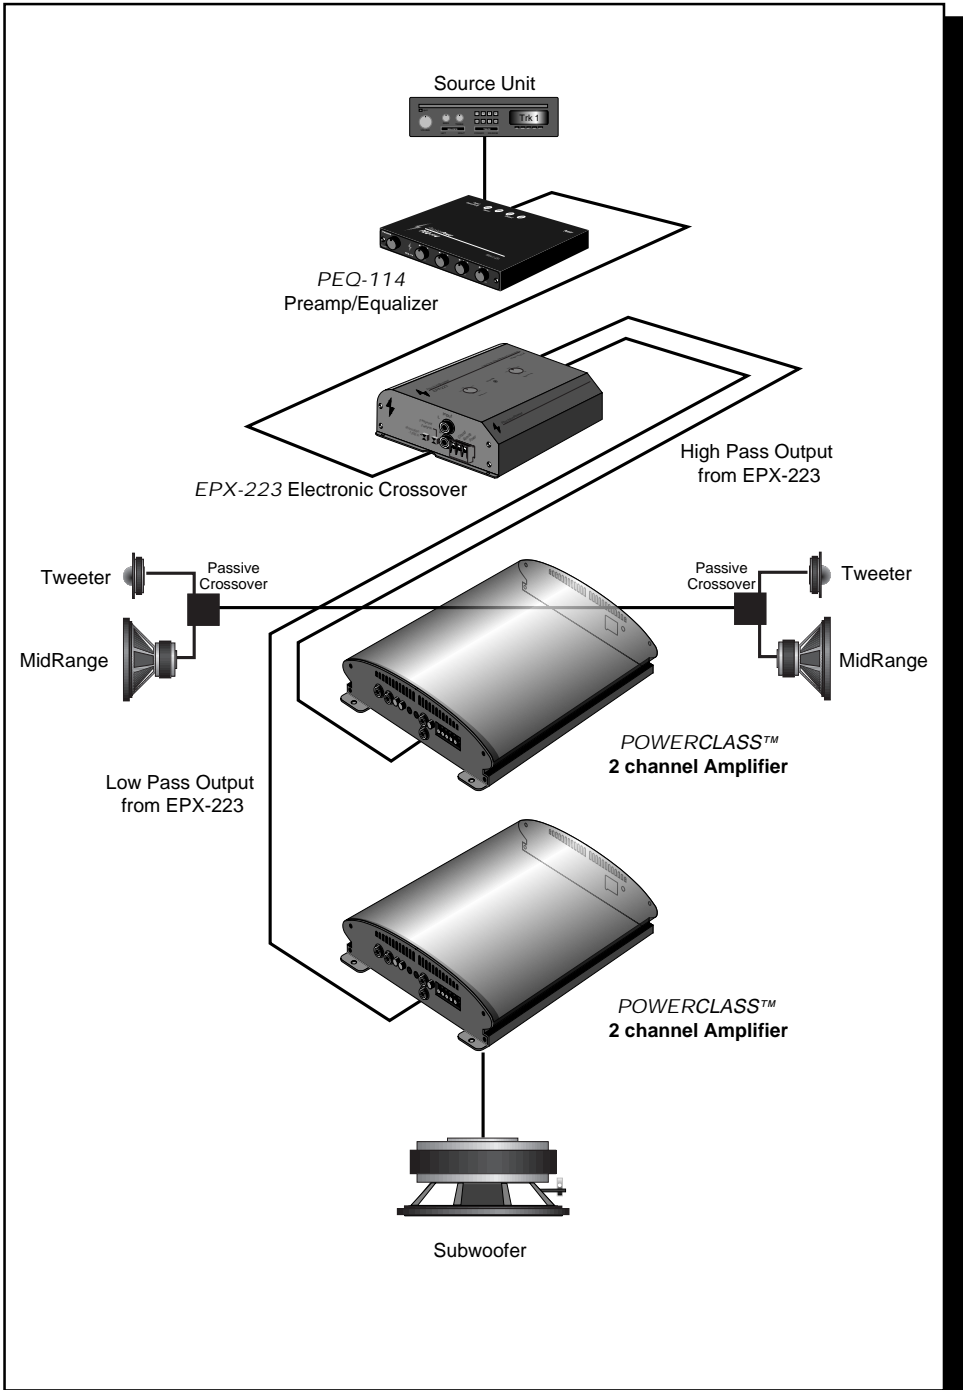 Source Unit
Trk 1
PEQ-114
Preamp/Equalizer
High Pass Output
from EPX-223
EPX-223 Electronic Crossover
Tweeter
Passive
Crossover
Passive
Crossover
Tweeter
MidRange
MidRange
POWERCLASS™
2 channel Amplifier
Low Pass Output
from EPX-223
POWERCLASS™
2 channel Amplifier
Subwoofer